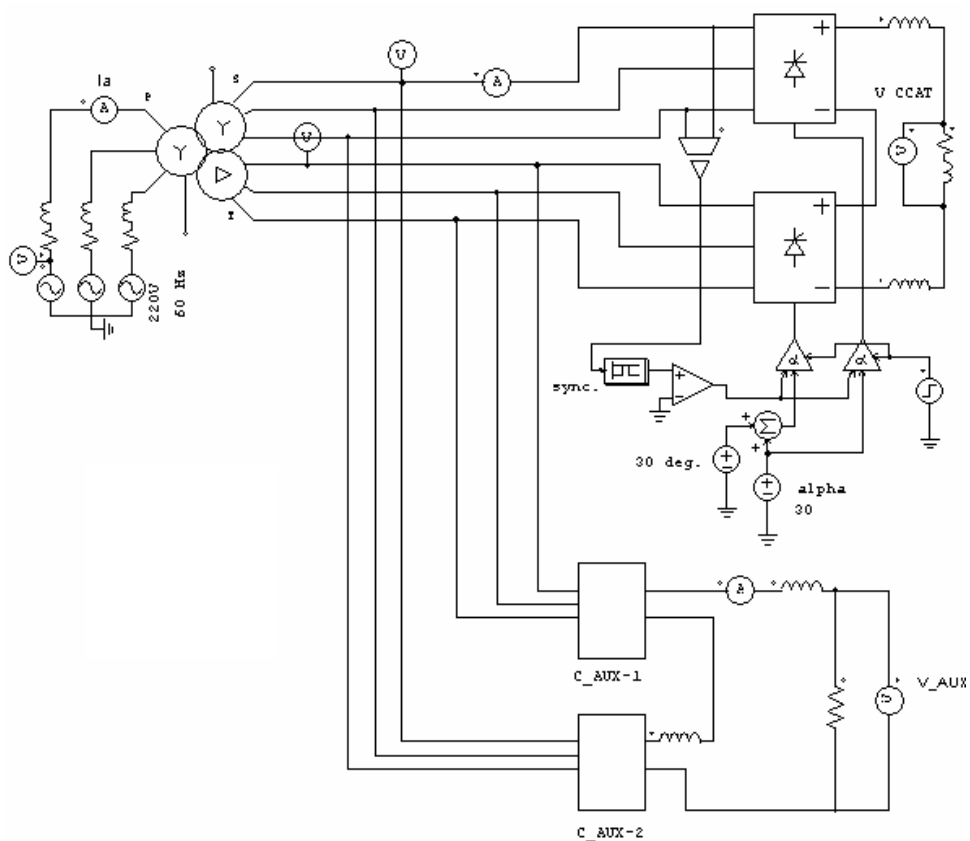 S
V
Ia
P
A
A
V CCAT
Y
V
Y
V
T
V
220V
60 Hz
α
α
sync.
Σ
30 deg.
alpha
30
A
C_AUX-1
V
V_AUX
C_AUX-2